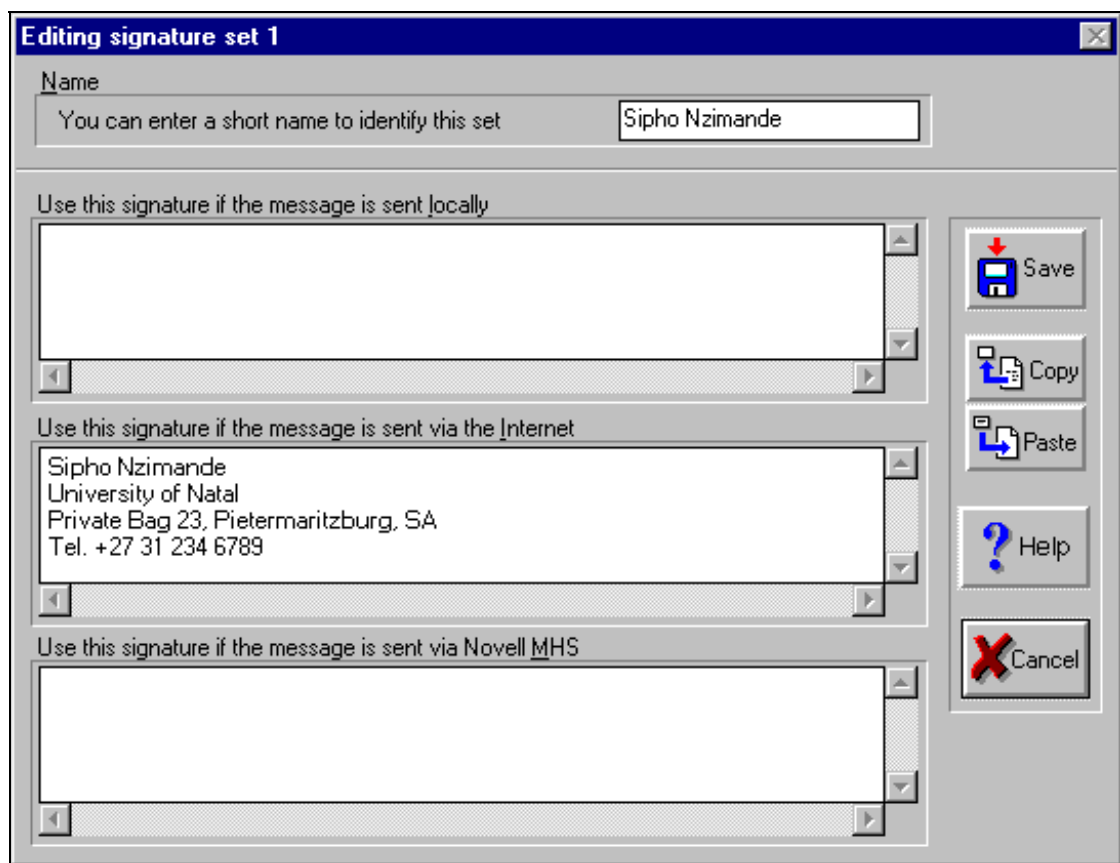 Editing signature set 1
Name
You can enter a short name to identify this set
Sipho Nzimande
Use this signature if the message is sent locally
Save
Copy
Paste
Use this signature if the message is sent via the Internet
Sipho Nzimande
University of Natal
Private Bag 23, Pietermaritzburg, SA
Tel. +27 31 234 6789
Help
Use this signature if the message is sent via Novell MHS
Cancel